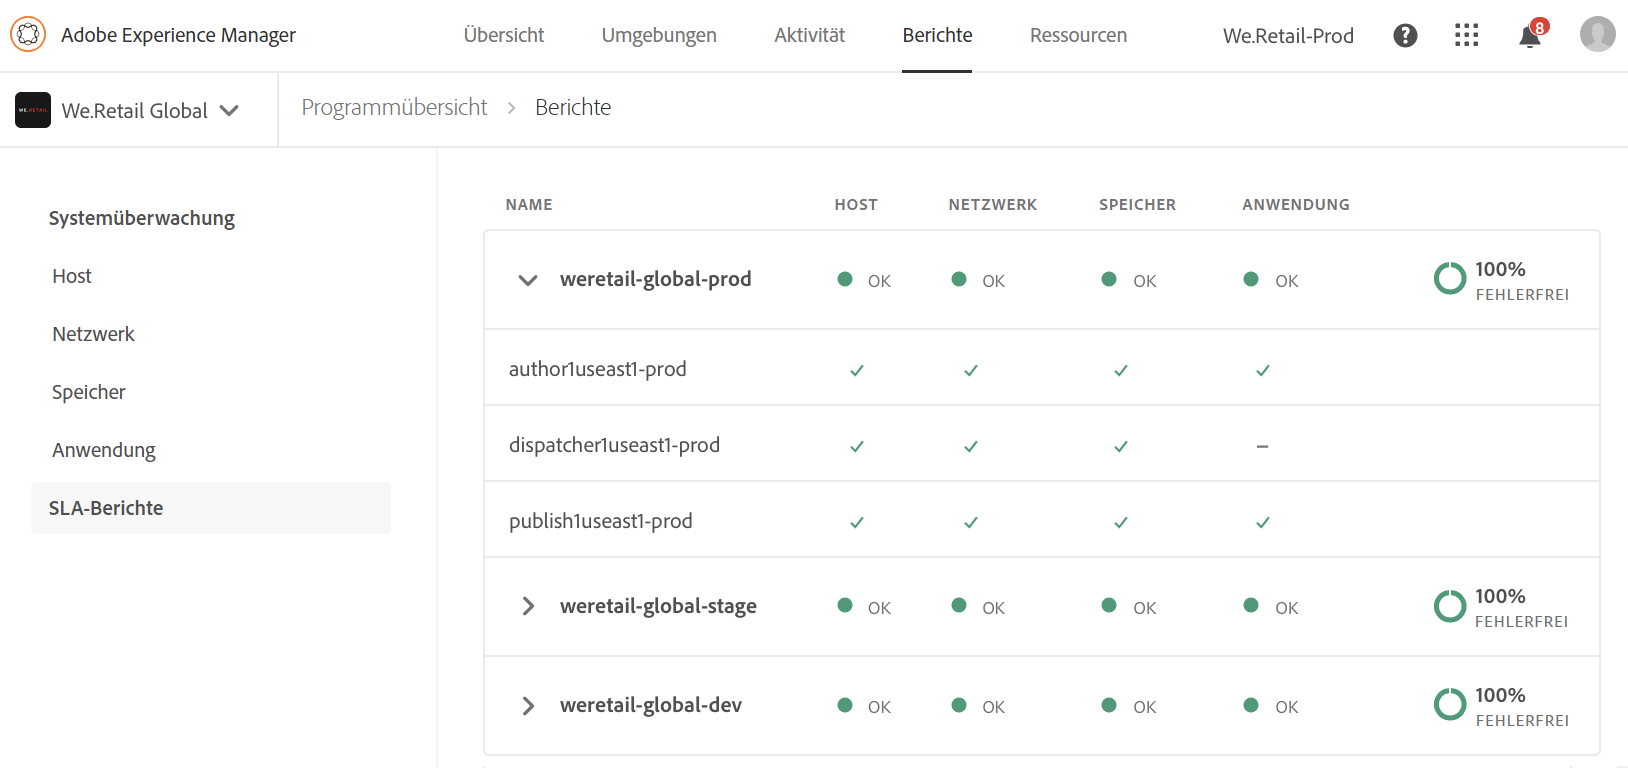 Adobe Experience Manager
Übersicht
Umgebungen
Aktivität
Berichte
Ressourcen
We.Retail-Prod
?
8
WE.RETAIL
We.Retail Global
Programmübersicht > Berichte
Systemüberwachung
Host
Netzwerk
Speicher
Anwendung
SLA-Berichte
NAME HOST NETZWERK SPEICHER ANWENDUNG
weretail-global-prod OK OK OK OK 100% FEHLERFREI
author1useast1-prod
dispatcher1useast1-prod –
publish1useast1-prod
weretail-global-stage OK OK OK OK 100% FEHLERFREI
weretail-global-dev OK OK OK OK 100% FEHLERFREI